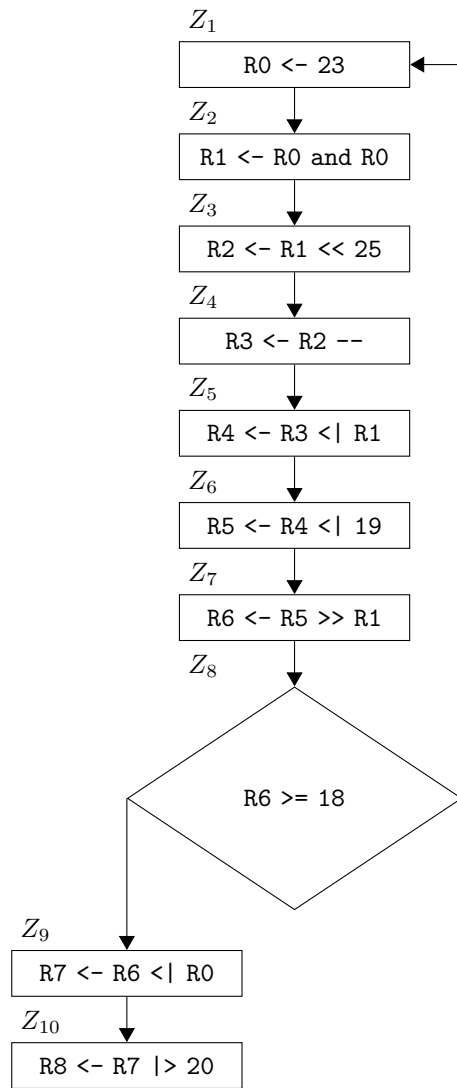 Z1
R0 <- 23
Z2
R1 <- R0 and R0
Z3
R2 <- R1 << 25
Z4
R3 <- R2 --
Z5
R4 <- R3 <| R1
Z6
R5 <- R4 <| 19
Z7
R6 <- R5 >> R1
Z8
R6 >= 18
Z9
R7 <- R6 <| R0
Z10
R8 <- R7 |> 20